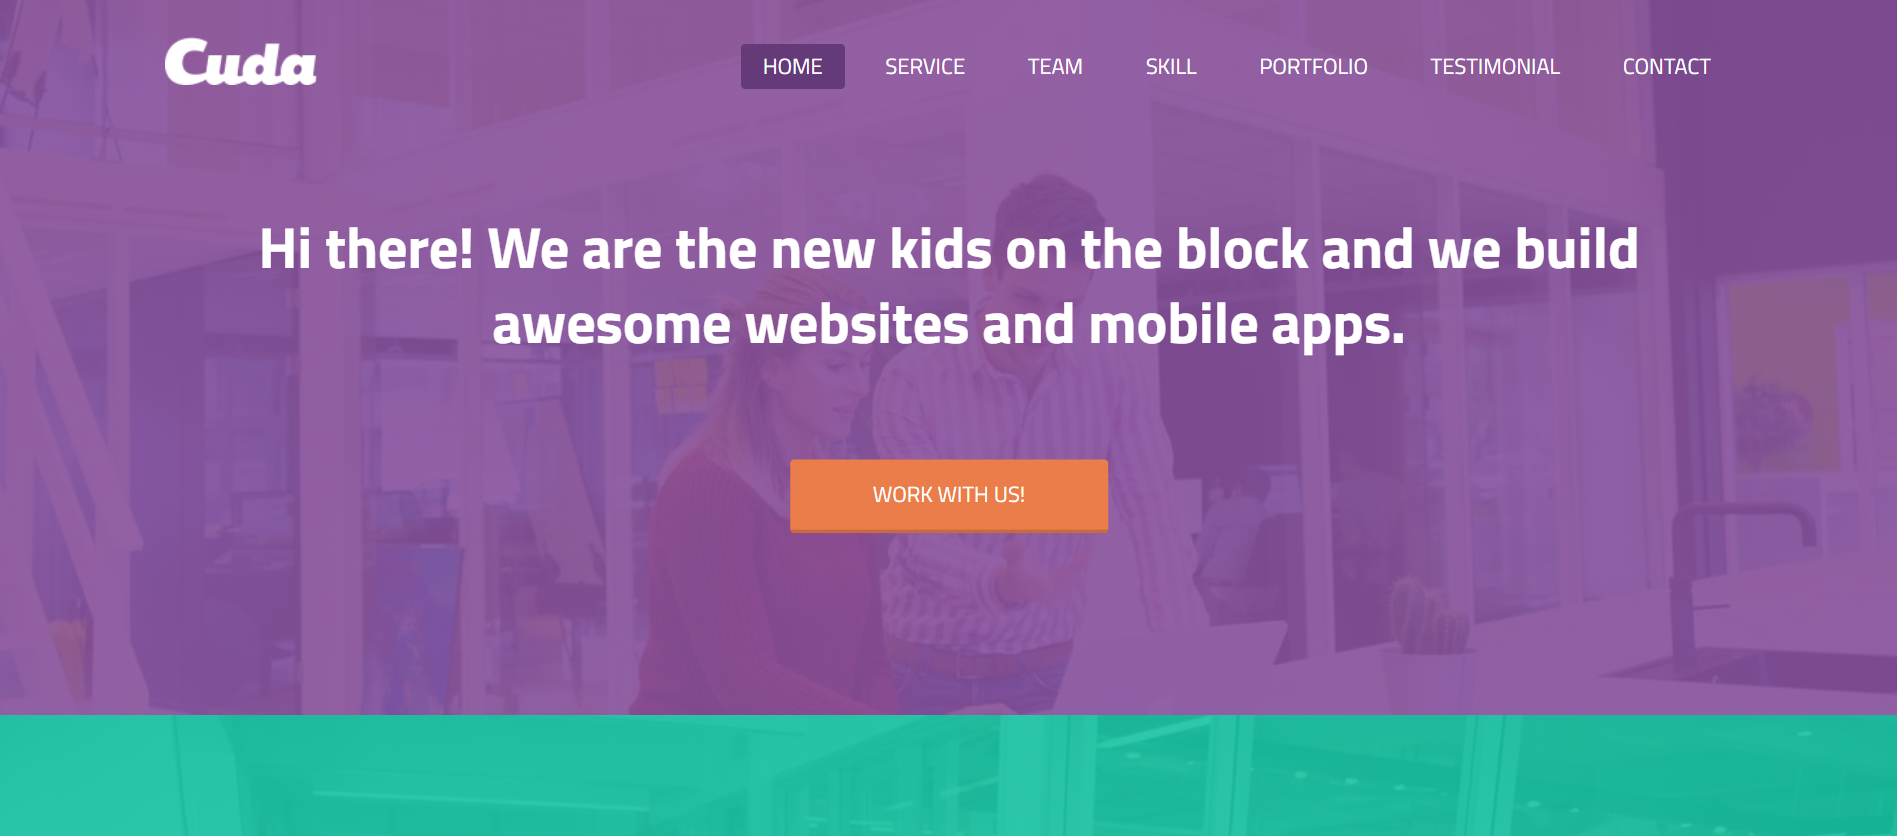 Cuda
HOME SERVICE TEAM SKILL PORTFOLIO TESTIMONIAL CONTACT
Hi there! We are the new kids on the block and we build
awesome websites and mobile apps.
WORK WITH US!